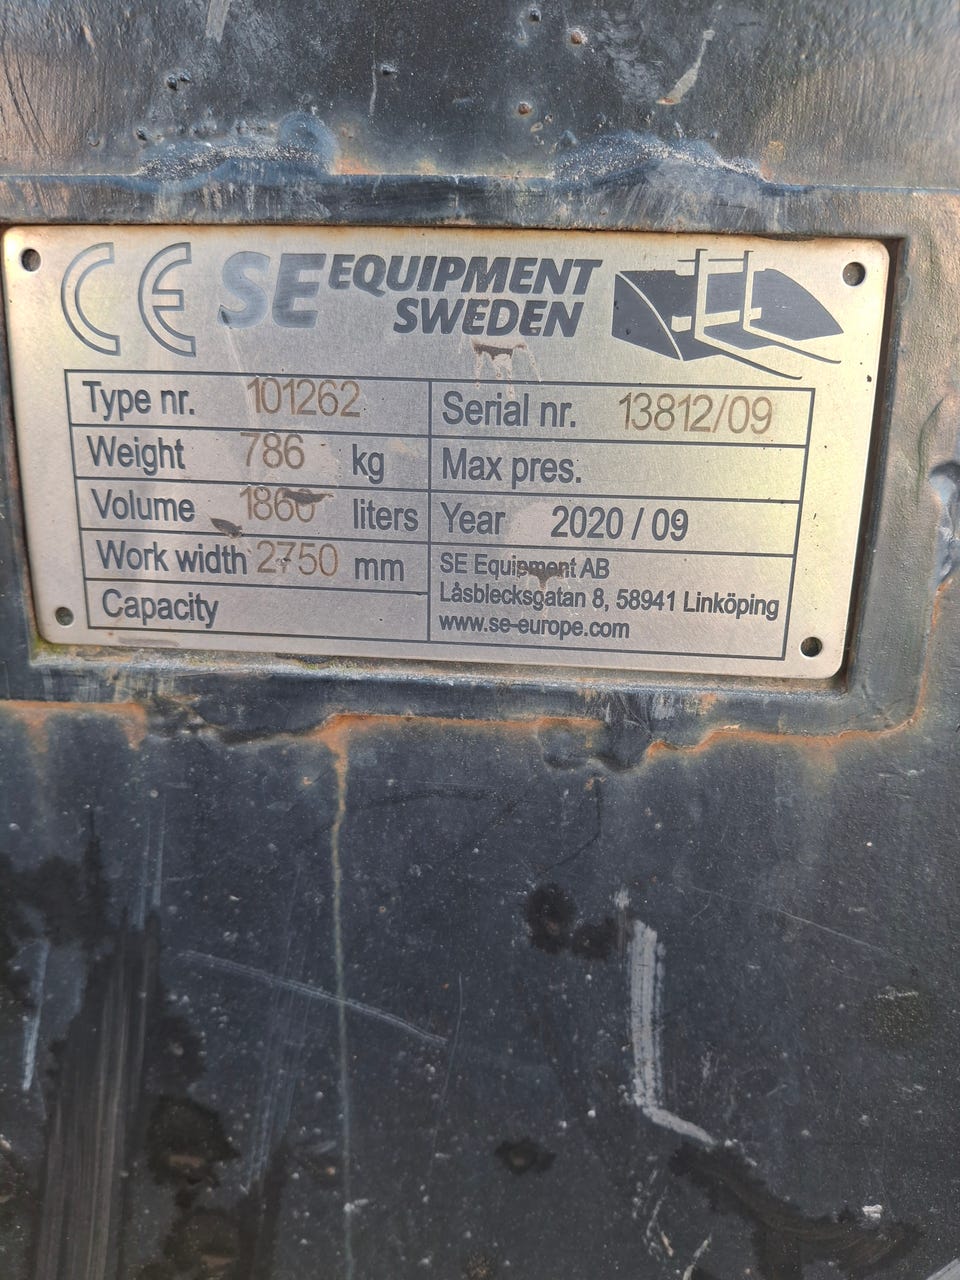 CE SE EQUIPMENT
SWEDEN
Type nr. 101262
Serial nr. 13812/09
Weight 786 kg
Max pres.
Volume 1860 liters
Year 2020 / 09
Work width 2750 mm
SE Equipment AB
Låsblecksgatan 8, 58941 Linköping
www.se-europe.com
Capacity